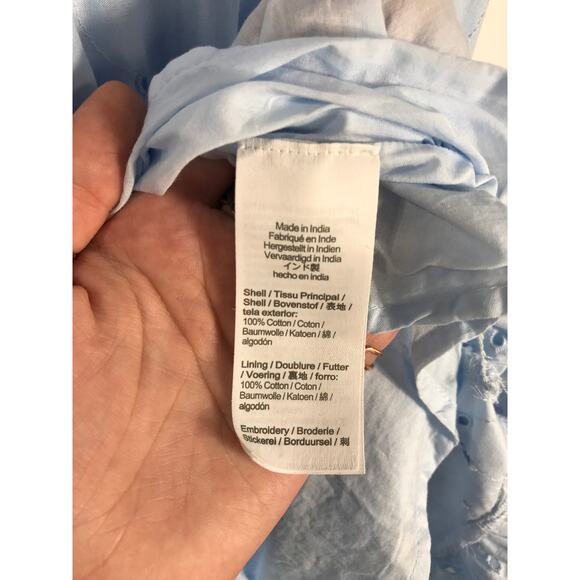 Made in India
Fabriqué en Inde
Hergestellt in Indien
Vervaardigd in India
インド製
hecho en india
Shell / Tissu Principal /
Shell / Bovenstof / 表地 /
tela exterior:
100% Cotton / Coton /
Baumwolle / Katoen / 綿 /
algodón
Lining / Doublure / Futter
/ Voering / 裏地 / forro:
100% Cotton / Coton /
Baumwolle / Katoen / 綿 /
algodón
Embroidery / Broderie /
Stickerei / Borduursel / 刺